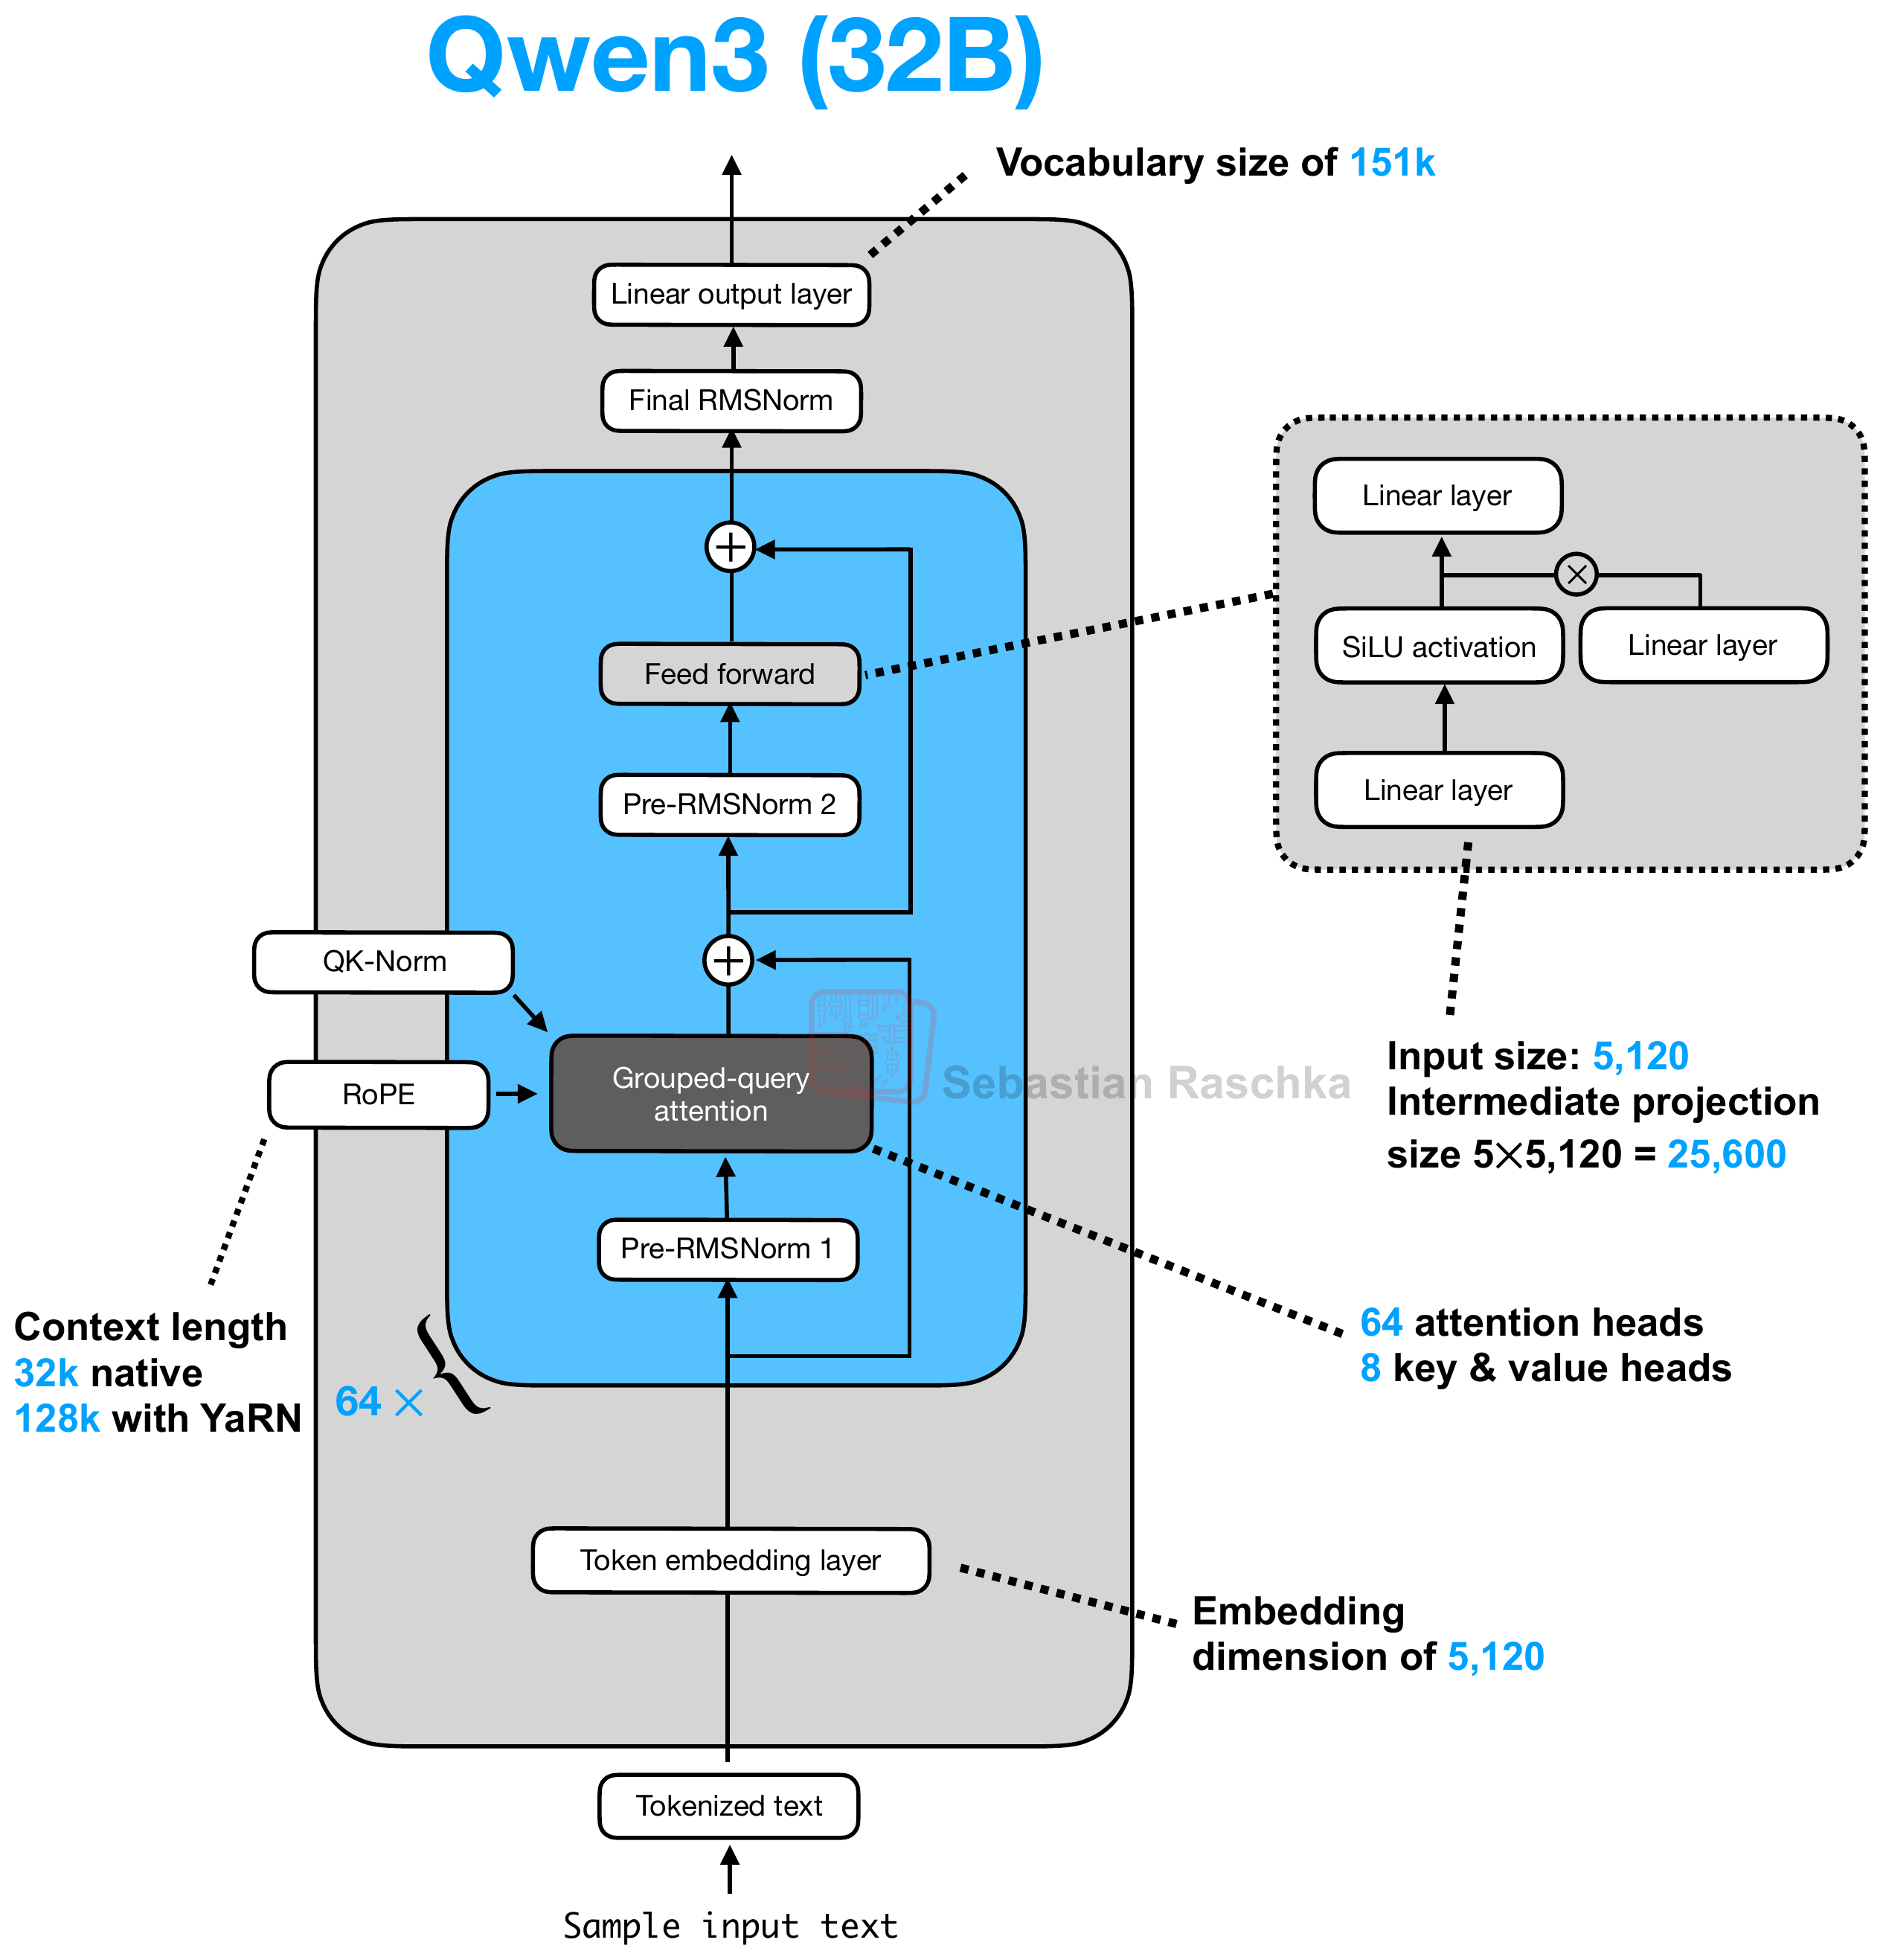 Qwen3 (32B)
Vocabulary size of 151k
Linear output layer
Final RMSNorm
Feed forward
Pre-RMSNorm 2
QK-Norm
RoPE
Grouped-query
attention
Pre-RMSNorm 1
Sebastian Raschka
Linear layer
SiLU activation
Linear layer
Linear layer
Input size: 5,120
Intermediate projection
size 5×5,120 = 25,600
64 attention heads
8 key & value heads
Context length
32k native
128k with YaRN
64 ×
Token embedding layer
Embedding
dimension of 5,120
Tokenized text
Sample input text